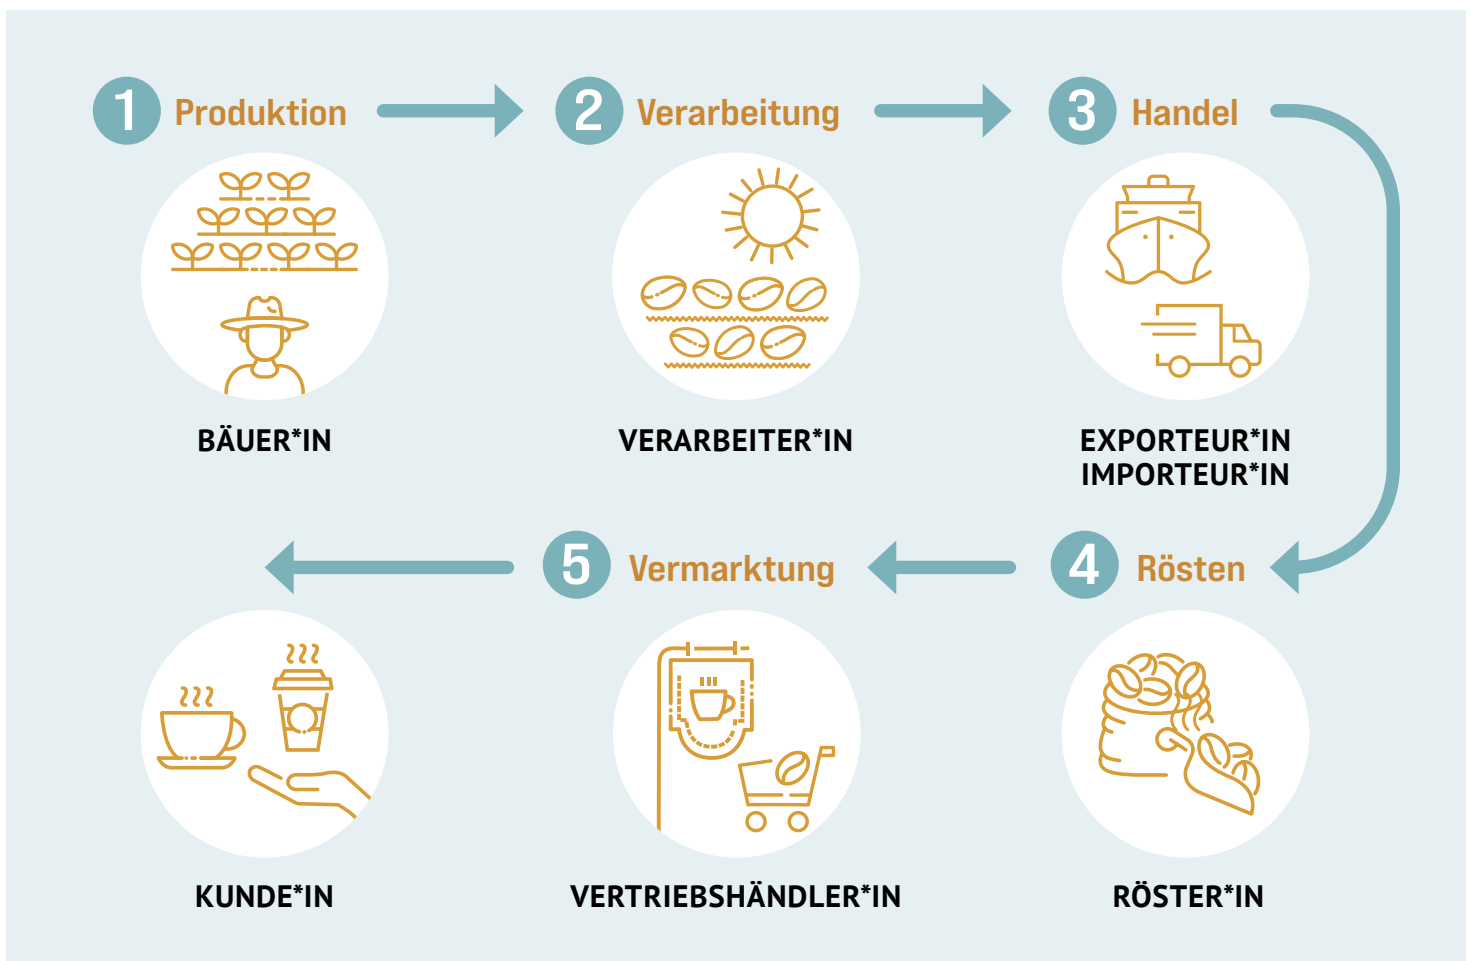 1 Produktion
2 Verarbeitung
3 Handel
BÄUER*IN
VERARBEITER*IN
EXPORTEUR*IN
IMPORTEUR*IN
4 Rösten
5 Vermarktung
RÖSTER*IN
VERTRIEBSHÄNDLER*IN
KUNDE*IN